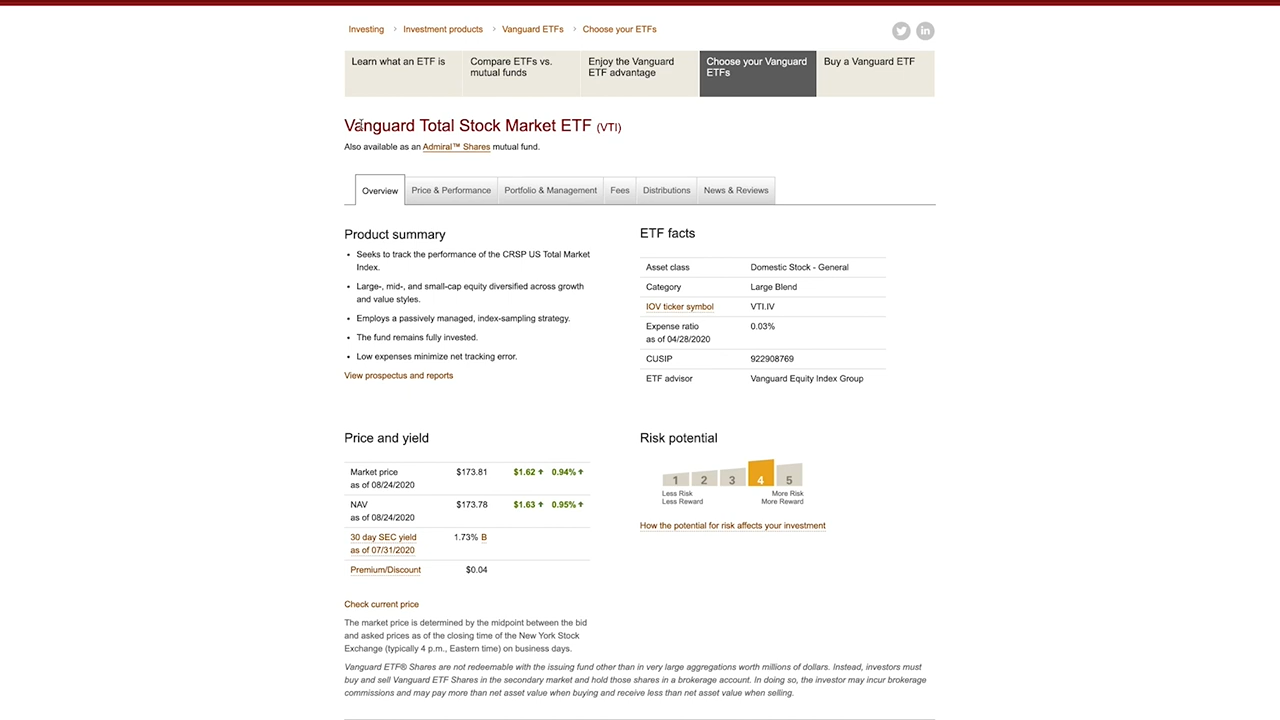 Investing > Investment products > Vanguard ETFs > Choose your ETFs
Learn what an ETF is
Compare ETFs vs.
mutual funds
Enjoy the Vanguard
ETF advantage
Choose your Vanguard
ETFs
Buy a Vanguard ETF
Vanguard Total Stock Market ETF (VTI)
Also available as an Admiral™ Shares mutual fund.
Overview
Price & Performance
Portfolio & Management
Fees
Distributions
News & Reviews
Product summary
• Seeks to track the performance of the CRSP US Total Market
Index.
• Large-, mid-, and small-cap equity diversified across growth
and value styles.
• Employs a passively managed, index-sampling strategy.
• The fund remains fully invested.
• Low expenses minimize net tracking error.
View prospectus and reports
ETF facts
Asset class Domestic Stock - General
Category Large Blend
IOV ticker symbol VTI.IV
Expense ratio 0.03%
as of 04/28/2020
CUSIP 922908769
ETF advisor Vanguard Equity Index Group
Price and yield
Market price $173.81 $1.62 0.94%
as of 08/24/2020
NAV $173.78 $1.63 0.95%
as of 08/24/2020
30 day SEC yield 1.73% B
as of 07/31/2020
Premium/Discount $0.04
Check current price
The market price is determined by the midpoint between the bid
and asked prices as of the closing time of the New York Stock
Exchange (typically 4 p.m., Eastern time) on business days.
Risk potential
1 2 3 4 5
Less Risk More Risk
Less Reward More Reward
How the potential for risk affects your investment
Vanguard ETF® Shares are not redeemable with the issuing fund other than in very large aggregations worth millions of dollars. Instead, investors must
buy and sell Vanguard ETF Shares in the secondary market and hold those shares in a brokerage account. In doing so, the investor may incur brokerage
commissions and may pay more than net asset value when buying and receive less than net asset value when selling.